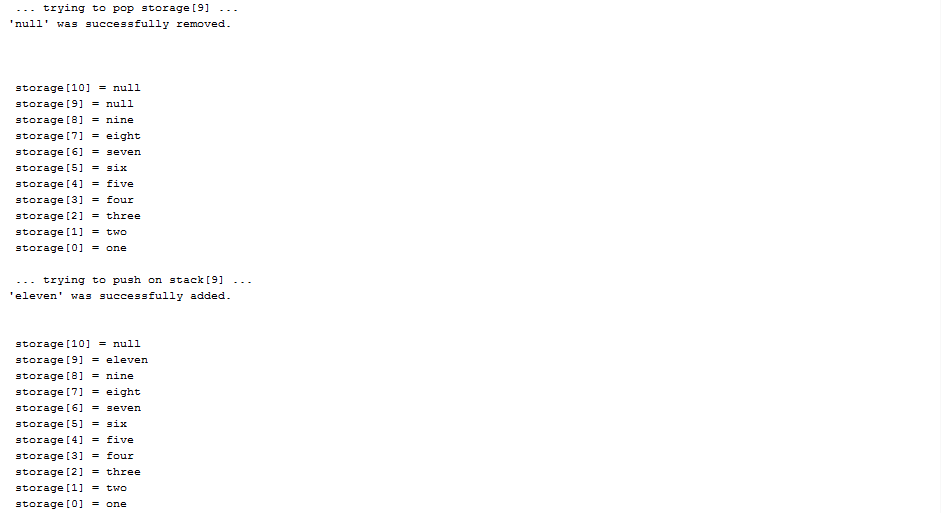 ... trying to pop storage[9] ...
'null' was successfully removed.
storage[10] = null
storage[9] = null
storage[8] = nine
storage[7] = eight
storage[6] = seven
storage[5] = six
storage[4] = five
storage[3] = four
storage[2] = three
storage[1] = two
storage[0] = one
... trying to push on stack[9] ...
'eleven' was successfully added.
storage[10] = null
storage[9] = eleven
storage[8] = nine
storage[7] = eight
storage[6] = seven
storage[5] = six
storage[4] = five
storage[3] = four
storage[2] = three
storage[1] = two
storage[0] = one